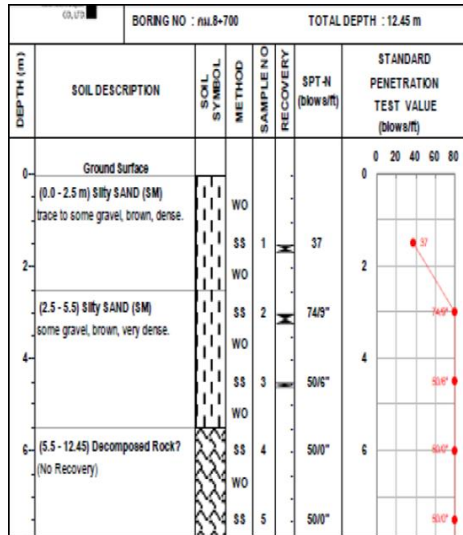 CO.,LTD
BORING NO : กม.8+700 TOTAL DEPTH : 12.45 m
DEPTH (m) SOIL DESCRIPTION SOIL SYMBOL METHOD SAMPLE NO RECOVERY SPT-N (blows/ft) STANDARD PENETRATION TEST VALUE (blows/ft)
0 20 40 60 80
Ground Surface
0 0
(0.0 - 2.5 m) Silty SAND (SM)
trace to some gravel, brown, dense.
WO
SS 1 37 37
2 WO 2
(2.5 - 5.5) Silty SAND (SM)
some gravel, brown, very dense.
SS 2 74/9" 74/9"
WO
4 4
SS 3 50/6" 50/6"
WO
(5.5 - 12.45) Decomposed Rock?
(No Recovery)
6 SS 4 50/0" 6 50/0"
WO
SS 5 50/0" 50/0"